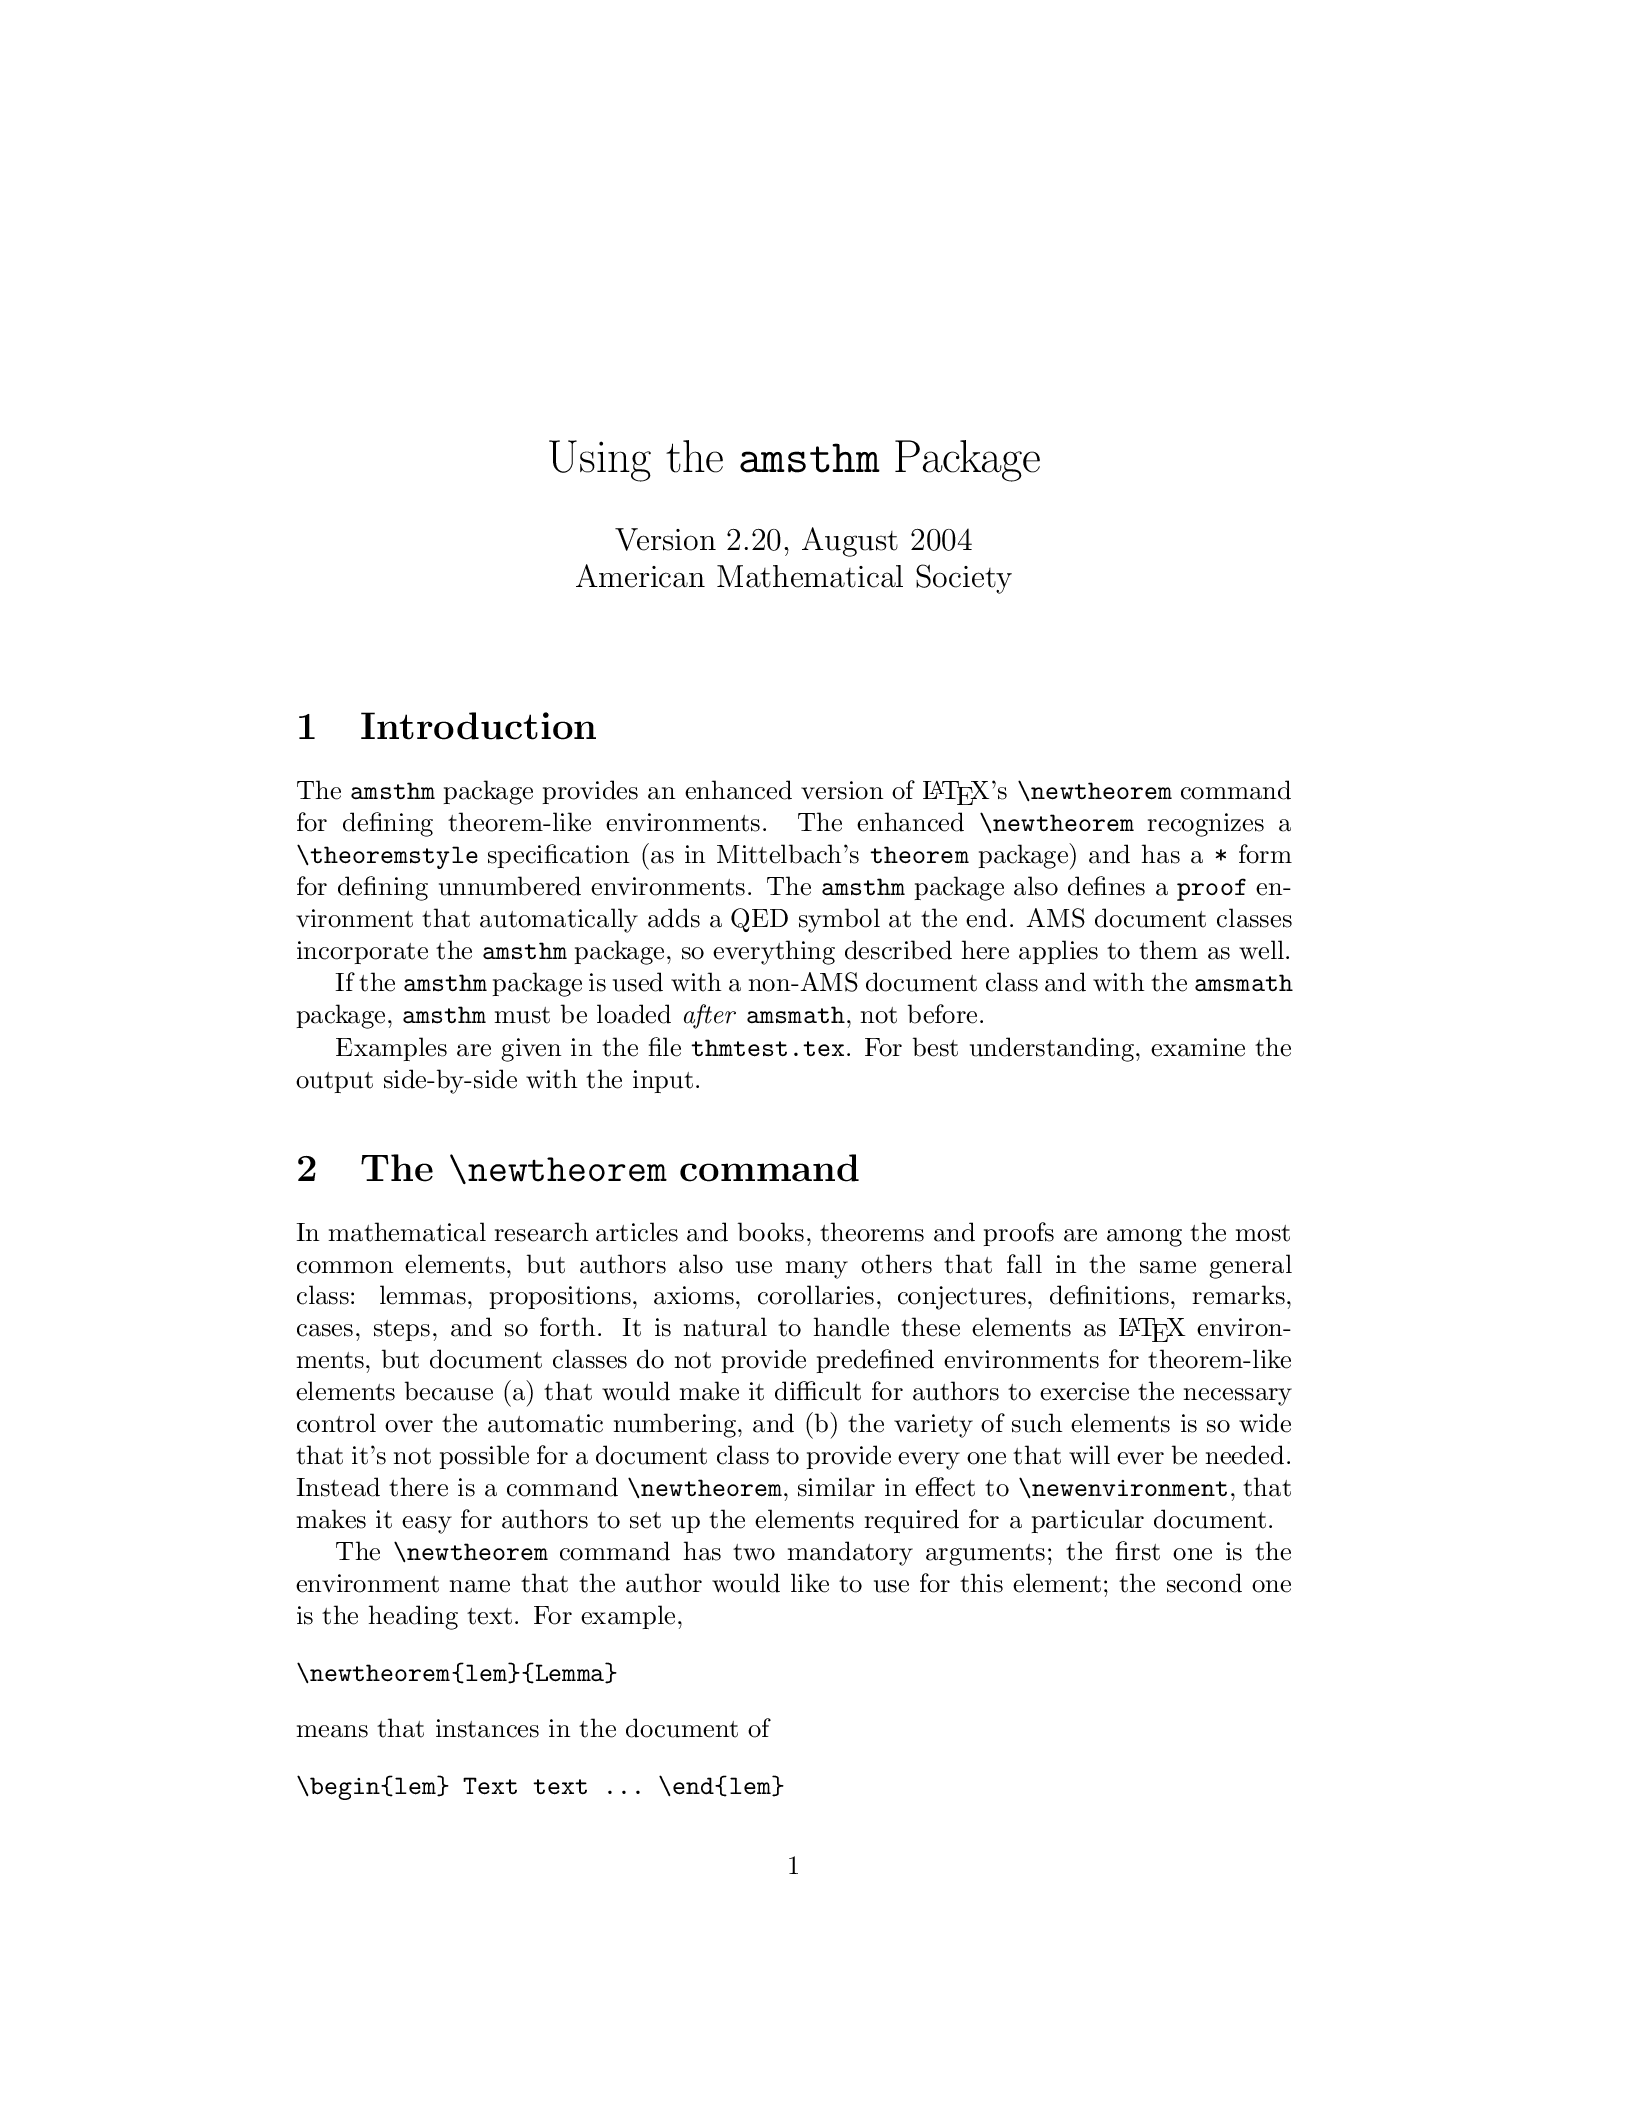 Using the amsthm Package
Version 2.20, August 2004
American Mathematical Society
1 Introduction
The amsthm package provides an enhanced version of LATEX's \newtheorem command
for defining theorem-like environments. The enhanced \newtheorem recognizes a
\theoremstyle specification (as in Mittelbach's theorem package) and has a * form
for defining unnumbered environments. The amsthm package also defines a proof en-
vironment that automatically adds a QED symbol at the end. AMS document classes
incorporate the amsthm package, so everything described here applies to them as well.
If the amsthm package is used with a non-AMS document class and with the amsmath
package, amsthm must be loaded after amsmath, not before.
Examples are given in the file thmtest.tex. For best understanding, examine the
output side-by-side with the input.
2 The \newtheorem command
In mathematical research articles and books, theorems and proofs are among the most
common elements, but authors also use many others that fall in the same general
class: lemmas, propositions, axioms, corollaries, conjectures, definitions, remarks,
cases, steps, and so forth. It is natural to handle these elements as LATEX environ-
ments, but document classes do not provide predefined environments for theorem-like
elements because (a) that would make it difficult for authors to exercise the necessary
control over the automatic numbering, and (b) the variety of such elements is so wide
that it's not possible for a document class to provide every one that will ever be needed.
Instead there is a command \newtheorem, similar in effect to \newenvironment, that
makes it easy for authors to set up the elements required for a particular document.
The \newtheorem command has two mandatory arguments; the first one is the
environment name that the author would like to use for this element; the second one
is the heading text. For example,
\newtheorem{lem}{Lemma}
means that instances in the document of
\begin{lem} Text text ... \end{lem}
1